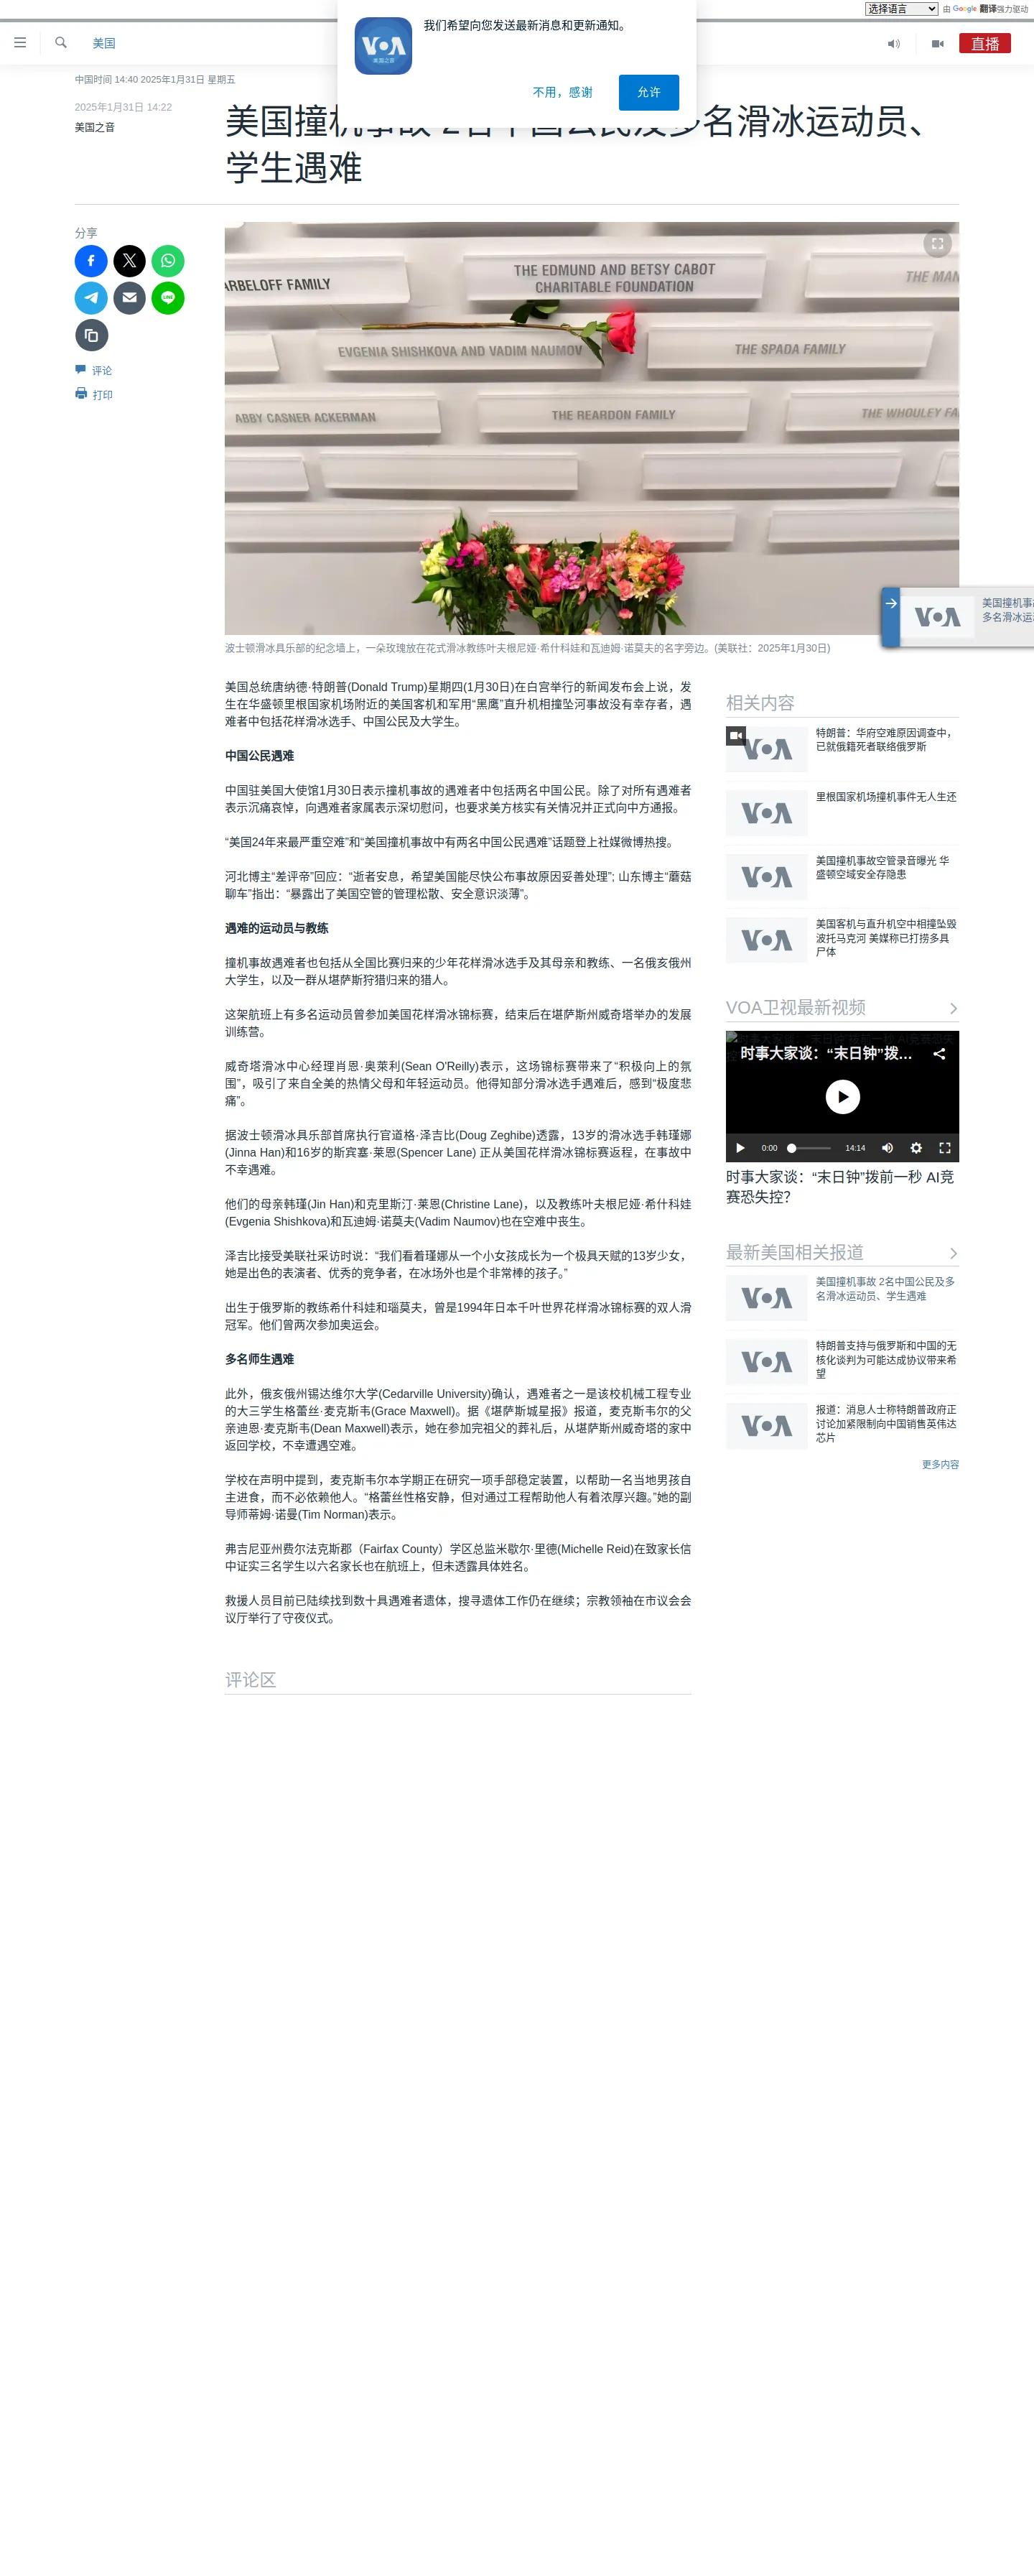 选择语言
由 Google 翻译强力驱动
我们希望向您发送最新消息和更新通知。
VOA
美国之音
不用，感谢
允许
美国
直播
中国时间 14:40 2025年1月31日 星期五
2025年1月31日 14:22
美国之音
名滑冰运动员、
学生遇难
分享
评论
打印
ARBELOFF FAMILY
THE EDMUND AND BETSY CABOT
CHARITABLE FOUNDATION
THE MAN
EVGENIA SHISHKOVA AND VADIM NAUMOV
THE SPADA FAMILY
ABBY CASNER ACKERMAN
THE REARDON FAMILY
THE WHOULEY FA
波士顿滑冰具乐部的纪念墙上，一朵玫瑰放在花式滑冰教练叶夫根尼娅·希什科娃和瓦迪姆·诺莫夫的名字旁边。(美联社：2025年1月30日)
VOA
美国撞机事故
多名滑冰运动
美国总统唐纳德·特朗普(Donald Trump)星期四(1月30日)在白宫举行的新闻发布会上说，发
生在华盛顿里根国家机场附近的美国客机和军用“黑鹰”直升机相撞坠河事故没有幸存者，遇
难者中包括花样滑冰选手、中国公民及大学生。
中国公民遇难
中国驻美国大使馆1月30日表示撞机事故的遇难者中包括两名中国公民。除了对所有遇难者
表示沉痛哀悼，向遇难者家属表示深切慰问，也要求美方核实有关情况并正式向中方通报。
“美国24年来最严重空难”和“美国撞机事故中有两名中国公民遇难”话题登上社媒微博热搜。
河北博主“差评帝”回应：“逝者安息，希望美国能尽快公布事故原因妥善处理”; 山东博主“蘑菇
聊车”指出：“暴露出了美国空管的管理松散、安全意识淡薄”。
遇难的运动员与教练
撞机事故遇难者也包括从全国比赛归来的少年花样滑冰选手及其母亲和教练、一名俄亥俄州
大学生，以及一群从堪萨斯狩猎归来的猎人。
这架航班上有多名运动员曾参加美国花样滑冰锦标赛，结束后在堪萨斯州威奇塔举办的发展
训练营。
威奇塔滑冰中心经理肖恩·奥莱利(Sean O'Reilly)表示，这场锦标赛带来了“积极向上的氛
围”，吸引了来自全美的热情父母和年轻运动员。他得知部分滑冰选手遇难后，感到“极度悲
痛”。
据波士顿滑冰具乐部首席执行官道格·泽吉比(Doug Zeghibe)透露，13岁的滑冰选手韩瑾娜
(Jinna Han)和16岁的斯宾塞·莱恩(Spencer Lane) 正从美国花样滑冰锦标赛返程，在事故中
不幸遇难。
他们的母亲韩瑾(Jin Han)和克里斯汀·莱恩(Christine Lane)，以及教练叶夫根尼娅·希什科娃
(Evgenia Shishkova)和瓦迪姆·诺莫夫(Vadim Naumov)也在空难中丧生。
泽吉比接受美联社采访时说：“我们看着瑾娜从一个小女孩成长为一个极具天赋的13岁少女，
她是出色的表演者、优秀的竞争者，在冰场外也是个非常棒的孩子。”
出生于俄罗斯的教练希什科娃和瑙莫夫，曾是1994年日本千叶世界花样滑冰锦标赛的双人滑
冠军。他们曾两次参加奥运会。
多名师生遇难
此外，俄亥俄州锡达维尔大学(Cedarville University)确认，遇难者之一是该校机械工程专业
的大三学生格蕾丝·麦克斯韦(Grace Maxwell)。据《堪萨斯城星报》报道，麦克斯韦尔的父
亲迪恩·麦克斯韦(Dean Maxwell)表示，她在参加完祖父的葬礼后，从堪萨斯州威奇塔的家中
返回学校，不幸遭遇空难。
学校在声明中提到，麦克斯韦尔本学期正在研究一项手部稳定装置，以帮助一名当地男孩自
主进食，而不必依赖他人。“格蕾丝性格安静，但对通过工程帮助他人有着浓厚兴趣。”她的副
导师蒂姆·诺曼(Tim Norman)表示。
弗吉尼亚州费尔法克斯郡（Fairfax County）学区总监米歇尔·里德(Michelle Reid)在致家长信
中证实三名学生以六名家长也在航班上，但未透露具体姓名。
救援人员目前已陆续找到数十具遇难者遗体，搜寻遗体工作仍在继续；宗教领袖在市议会会
议厅举行了守夜仪式。
评论区
相关内容
VOA
特朗普：华府空难原因调查中，
已就俄籍死者联络俄罗斯
VOA
里根国家机场撞机事件无人生还
VOA
美国撞机事故空管录音曝光 华
盛顿空域安全存隐患
VOA
美国客机与直升机空中相撞坠毁
波托马克河 美媒称已打捞多具
尸体
VOA卫视最新视频
时事大家谈：“末日钟”拨…
0:00
14:14
时事大家谈：“末日钟”拨前一秒 AI竞
赛恐失控?
最新美国相关报道
VOA
美国撞机事故 2名中国公民及多
名滑冰运动员、学生遇难
VOA
特朗普支持与俄罗斯和中国的无
核化谈判为可能达成协议带来希
望
VOA
报道：消息人士称特朗普政府正
讨论加紧限制向中国销售英伟达
芯片
更多内容